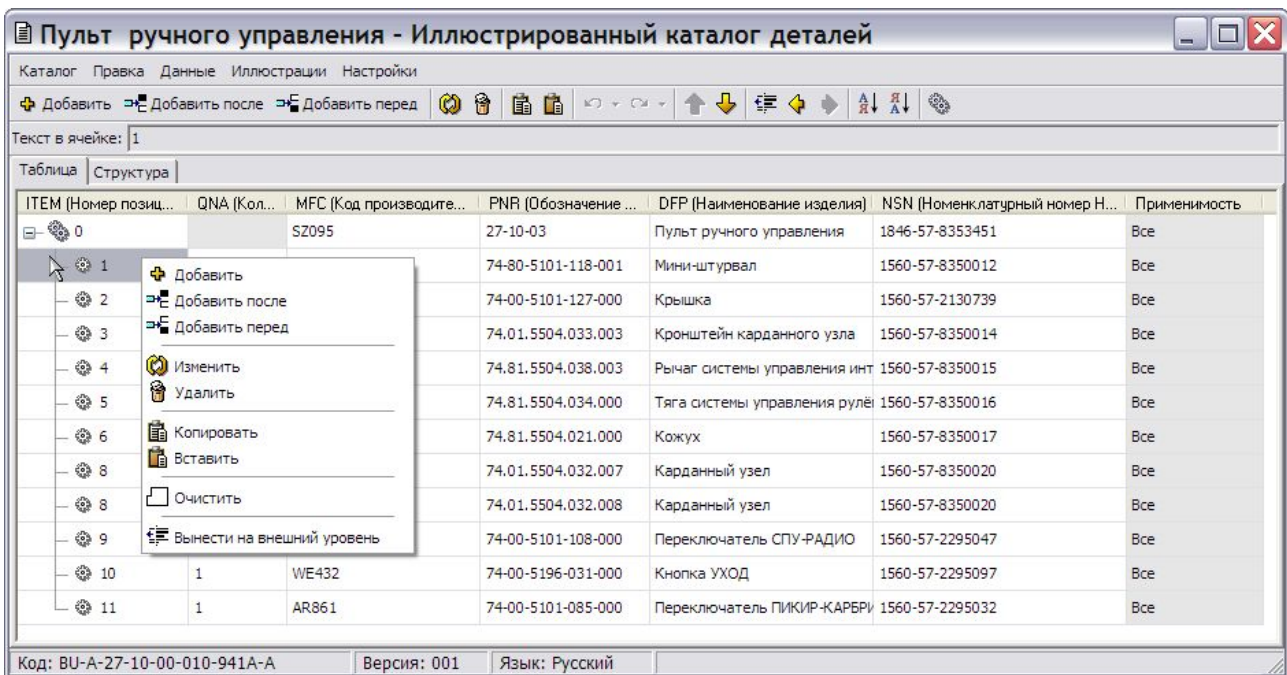 Пульт ручного управления - Иллюстрированный каталог деталей
Каталог Правка Данные Иллюстрации Настройки
Добавить Добавить после Добавить перед
Текст в ячейке: 1
Таблица Структура
ITEM (Номер позиц... QNA (Кол... MFC (Код производите... PNR (Обозначение ... DFP (Наименование изделия) NSN (Номенклатурный номер Н... Применимость
0 SZ095 27-10-03 Пульт ручного управления 1846-57-8353451 Все
1 74-80-5101-118-001 Мини-штурвал 1560-57-8350012 Все
2 74-00-5101-127-000 Крышка 1560-57-2130739 Все
3 74.01.5504.033.003 Кронштейн карданного узла 1560-57-8350014 Все
4 74.81.5504.038.003 Рычаг системы управления инт 1560-57-8350015 Все
5 74.81.5504.034.000 Тяга системы управления рулё 1560-57-8350016 Все
6 74.81.5504.021.000 Кожух 1560-57-8350017 Все
8 74.01.5504.032.007 Карданный узел 1560-57-8350020 Все
8 74.01.5504.032.008 Карданный узел 1560-57-8350020 Все
9 74-00-5101-108-000 Переключатель СПУ-РАДИО 1560-57-2295047 Все
10 1 WE432 74-00-5196-031-000 Кнопка УХОД 1560-57-2295097 Все
11 1 AR861 74-00-5101-085-000 Переключатель ПИКИР-КАБРИ 1560-57-2295032 Все
Добавить
Добавить после
Добавить перед
Изменить
Удалить
Копировать
Вставить
Очистить
Вынести на внешний уровень
Код: BU-A-27-10-00-010-941A-A Версия: 001 Язык: Русский